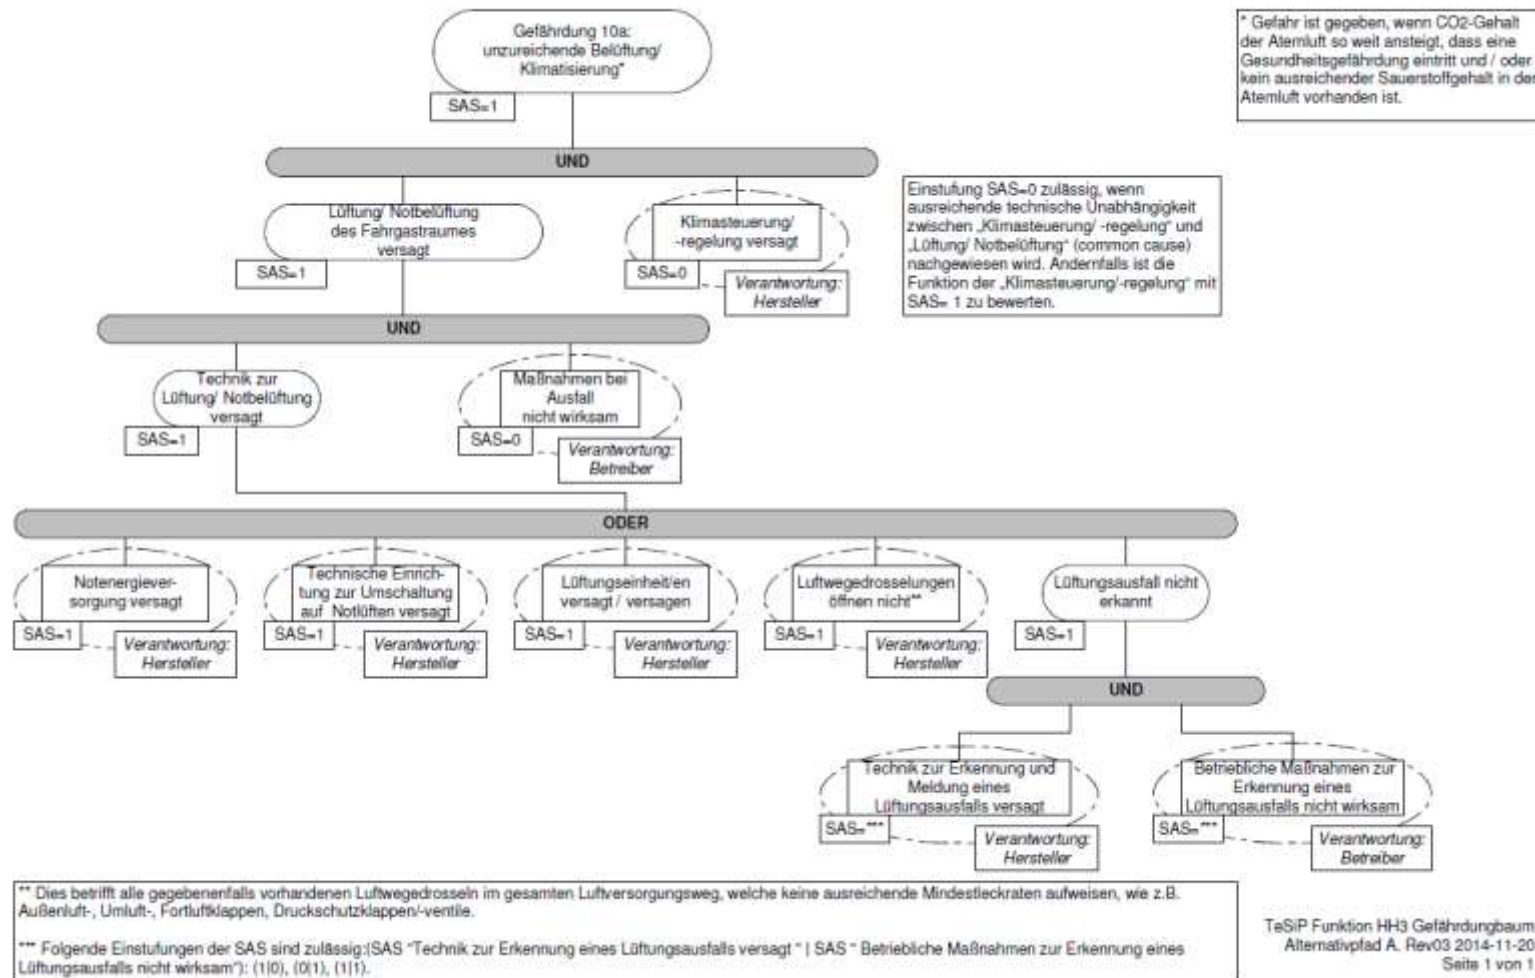 Gefährdung 10a:
unzureichende Belüftung/
Klimatisierung*
SAS=1
* Gefahr ist gegeben, wenn CO2-Gehalt
der Atemluft so weit ansteigt, dass eine
Gesundheitsgefährdung eintritt und / oder
kein ausreichender Sauerstoffgehalt in der
Atemluft vorhanden ist.
UND
Lüftung/ Notbelüftung
des Fahrgastraumes
versagt
SAS=1
Klimasteuerung/
-regelung versagt
SAS=0
Verantwortung:
Hersteller
Einstufung SAS=0 zulässig, wenn
ausreichende technische Unabhängigkeit
zwischen „Klimasteuerung/ -regelung“ und
„Lüftung/ Notbelüftung“ (common cause)
nachgewiesen wird. Andernfalls ist die
Funktion der „Klimasteuerung/-regelung“ mit
SAS= 1 zu bewerten.
UND
Technik zur
Lüftung/ Notbelüftung
versagt
SAS=1
Maßnahmen bei
Ausfall
nicht wirksam
SAS=0
Verantwortung:
Betreiber
ODER
Notenergiever-
sorgung versagt
SAS=1
Verantwortung:
Hersteller
Technische Einrich-
tung zur Umschaltung
auf Notlüften versagt
SAS=1
Verantwortung:
Hersteller
Lüftungseinheit/en
versagt / versagen
SAS=1
Verantwortung:
Hersteller
Luftwegedrosselungen
öffnen nicht**
SAS=1
Verantwortung:
Hersteller
Lüftungsausfall nicht
erkannt
SAS=1
UND
Technik zur Erkennung und
Meldung eines
Lüftungsausfalls versagt
SAS=***
Verantwortung:
Hersteller
Betriebliche Maßnahmen zur
Erkennung eines
Lüftungsausfalls nicht wirksam
SAS=***
Verantwortung:
Betreiber
** Dies betrifft alle gegebenenfalls vorhandenen Luftwegedrosseln im gesamten Luftversorgungsweg, welche keine ausreichende Mindestleckraten aufweisen, wie z.B.
Außenluft-, Umluft-, Fortluftklappen, Druckschutzklappen/-ventile.
*** Folgende Einstufungen der SAS sind zulässig:(SAS "Technik zur Erkennung eines Lüftungsausfalls versagt " | SAS " Betriebliche Maßnahmen zur Erkennung eines
Lüftungsausfalls nicht wirksam"): (1|0), (0|1), (1|1).
TeSiP Funktion HH3 Gefährdungbaum
Alternativpfad A. Rev03 2014-11-20
Seite 1 von 1